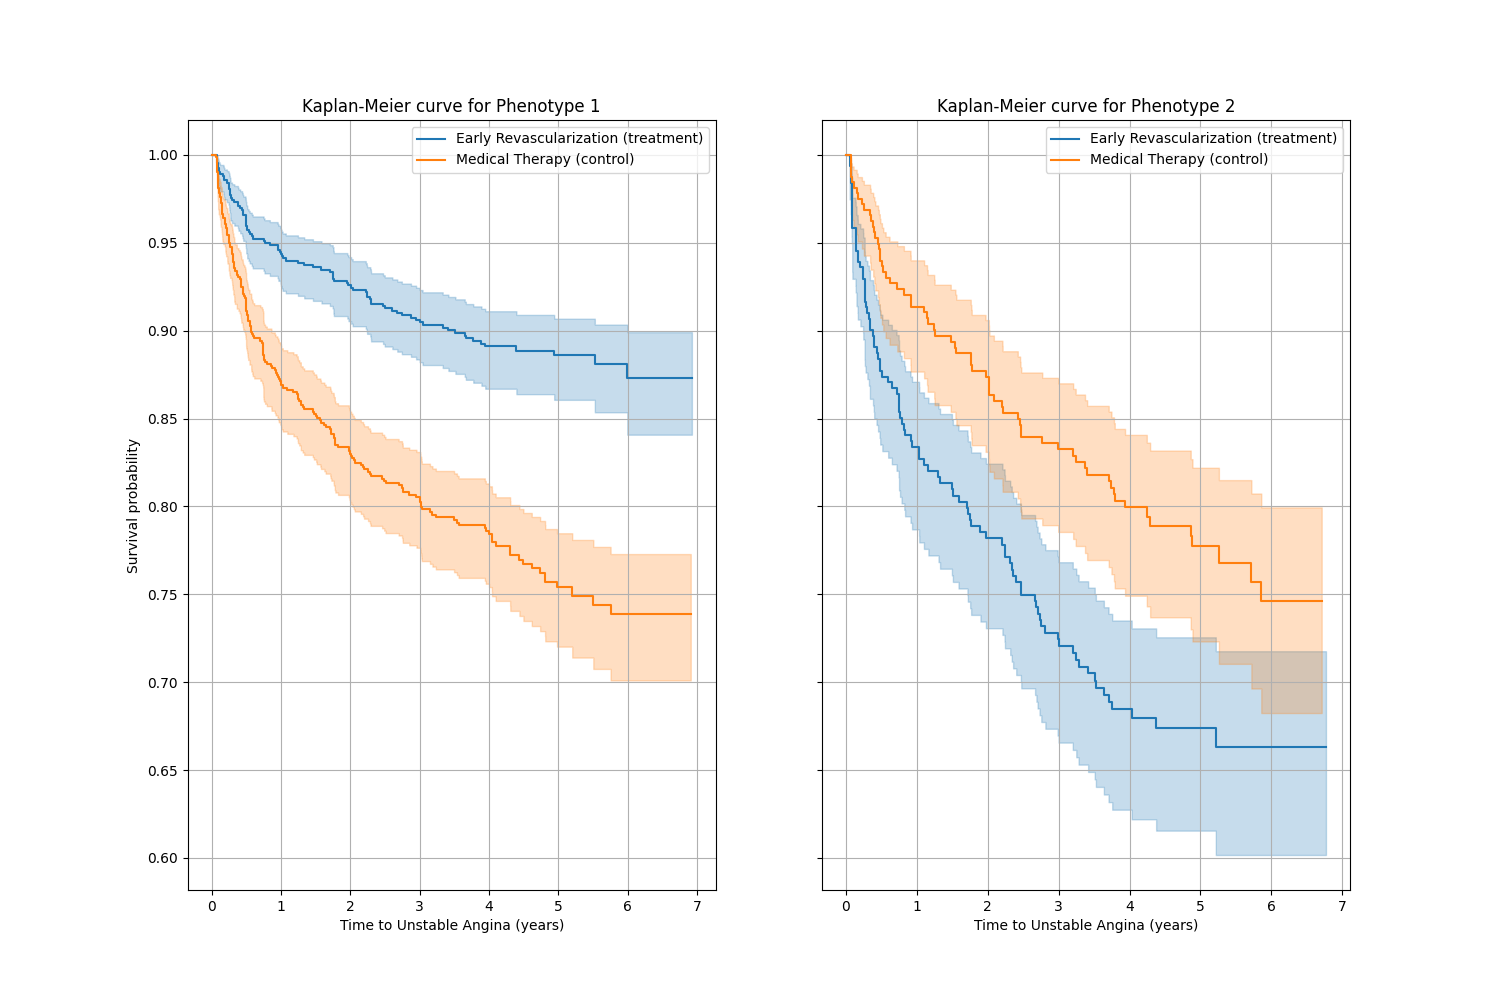 Kaplan-Meier curve for Phenotype 1
Early Revascularization (treatment)
Medical Therapy (control)
1.00
0.95
0.90
0.85
0.80
0.75
0.70
0.65
0.60
Survival probability
0 1 2 3 4 5 6 7
Time to Unstable Angina (years)
Kaplan-Meier curve for Phenotype 2
Early Revascularization (treatment)
Medical Therapy (control)
0 1 2 3 4 5 6 7
Time to Unstable Angina (years)